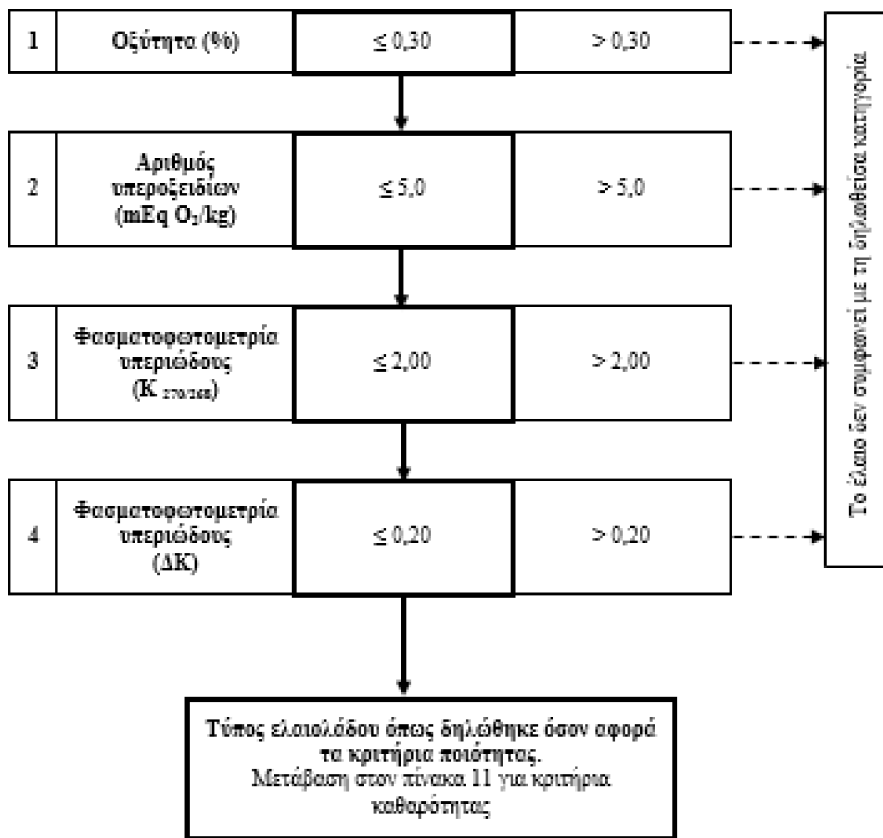 1 Οξύτητα (%) ≤ 0,30 > 0,30
2 Αριθμός
υπεροξειδίων
(mEq O₂/kg) ≤ 5,0 > 5,0
3 Φασματοφωτομετρία
υπεριώδους
(K 270/268) ≤ 2,00 > 2,00
4 Φασματοφωτομετρία
υπεριώδους
(ΔΚ) ≤ 0,20 > 0,20
Το έλαιο δεν συμφωνεί με τη δηλωθείσα κατηγορία
Τύπος ελαιολάδου όπως δηλώθηκε όσον αφορά
τα κριτήρια ποιότητας.
Μετάβαση στον πίνακα 11 για κριτήρια
καθαρότητας